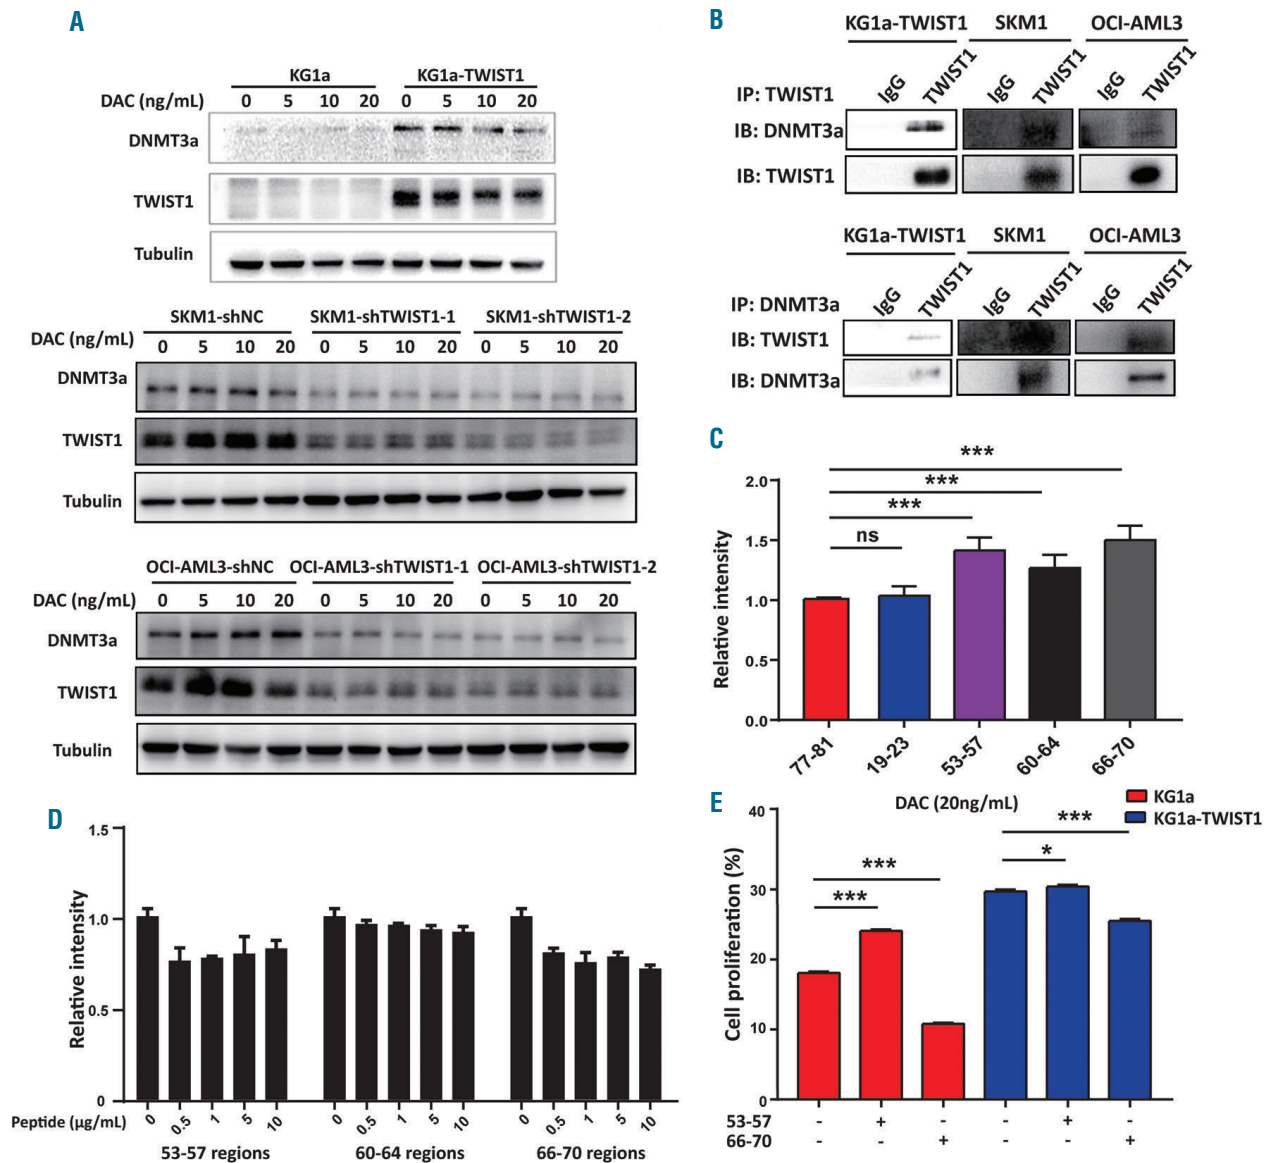 A
KG1a KG1a-TWIST1
DAC (ng/mL) 0 5 10 20 0 5 10 20
DNMT3a
TWIST1
Tubulin
SKM1-shNC SKM1-shTWIST1-1 SKM1-shTWIST1-2
DAC (ng/mL) 0 5 10 20 0 5 10 20 0 5 10 20
DNMT3a
TWIST1
Tubulin
OCI-AML3-shNC OCI-AML3-shTWIST1-1 OCI-AML3-shTWIST1-2
DAC (ng/mL) 0 5 10 20 0 5 10 20 0 5 10 20
DNMT3a
TWIST1
Tubulin
B
KG1a-TWIST1 SKM1 OCI-AML3
IP: TWIST1 IgG TWIST1 IgG TWIST1 IgG TWIST1
IB: DNMT3a
IB: TWIST1
KG1a-TWIST1 SKM1 OCI-AML3
IP: DNMT3a IgG TWIST1 IgG TWIST1 IgG TWIST1
IB: TWIST1
IB: DNMT3a
C
Relative intensity
2.0
1.5
1.0
0.5
0.0
***
***
***
ns
77-81 19-23 53-57 60-64 66-70
D
Relative intensity
1.5
1.0
0.5
0
Peptide (µg/mL) 0 0.5 1 5 10 0 0.5 1 5 10 0 0.5 1 5 10
53-57 regions 60-64 regions 66-70 regions
E
DAC (20ng/mL)
KG1a
KG1a-TWIST1
Cell proliferation (%)
40
30
20
10
0
***
***
***
*
53-57 - + - - + -
66-70 - - + - - +